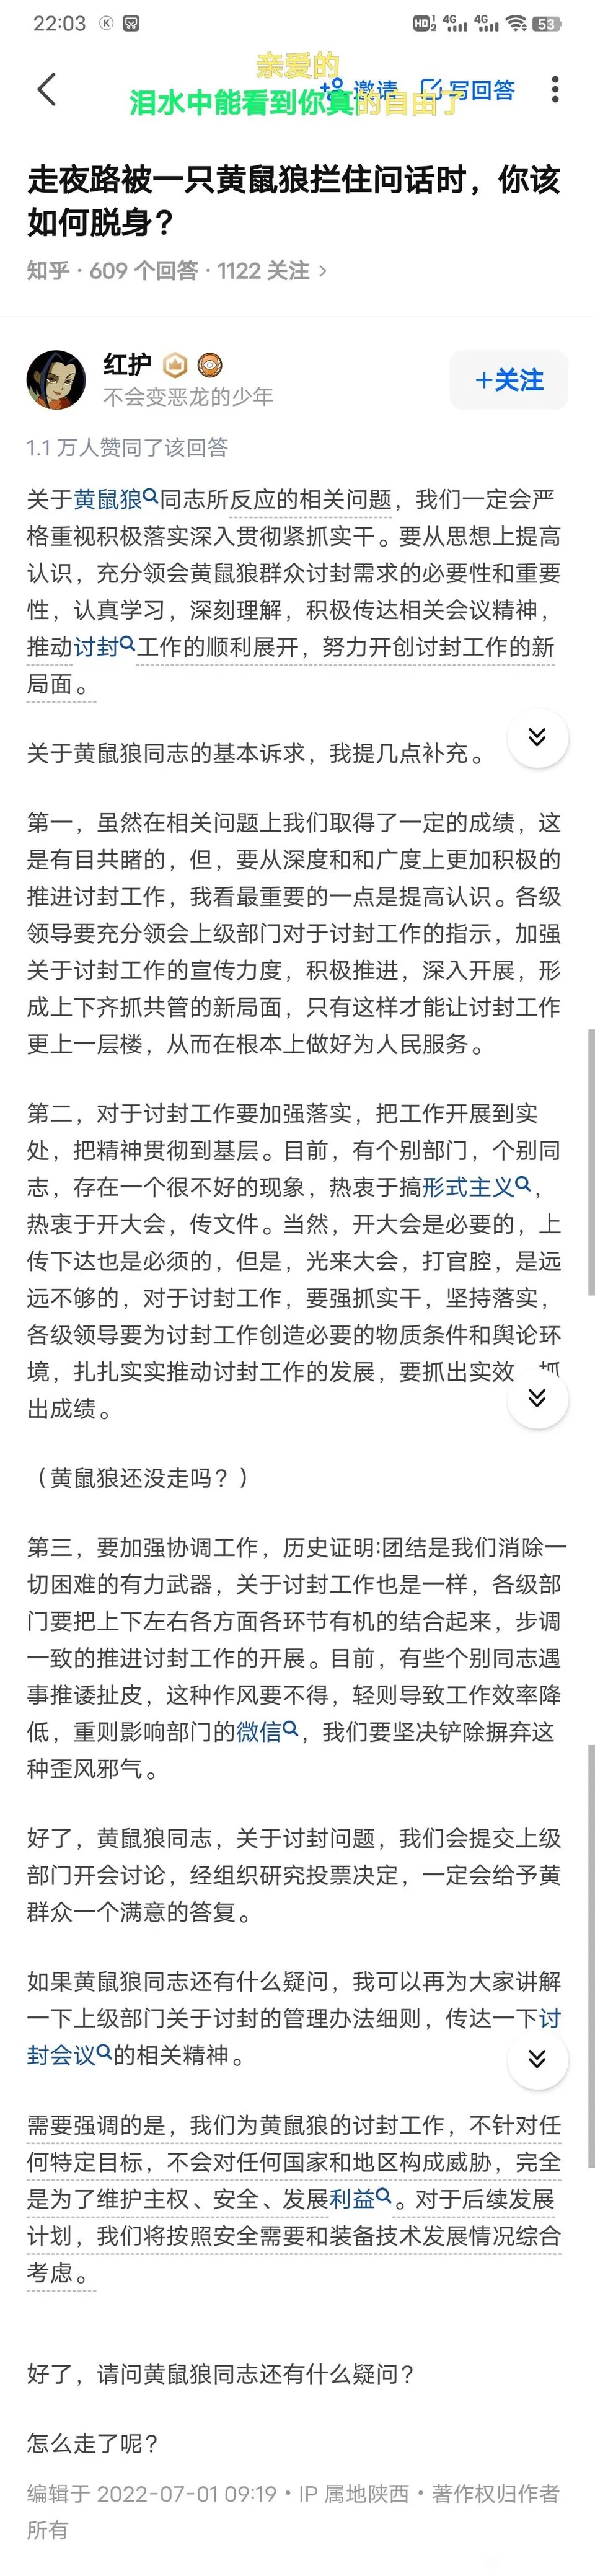 22:03
HD 1 2 4G 4G 53
亲爱的
邀请 写回答
泪水中能看到你真的自由了
走夜路被一只黄鼠狼拦住问话时，你该
如何脱身？
知乎 · 609 个回答 · 1122 关注 >
红护
+关注
不会变恶龙的少年
1.1 万人赞同了该回答
关于黄鼠狼同志所反应的相关问题，我们一定会严
格重视积极落实深入贯彻紧抓实干。要从思想上提高
认识，充分领会黄鼠狼群众讨封需求的必要性和重要
性，认真学习，深刻理解，积极传达相关会议精神，
推动讨封工作的顺利展开，努力开创讨封工作的新
局面。
关于黄鼠狼同志的基本诉求，我提几点补充。
第一，虽然在相关问题上我们取得了一定的成绩，这
是有目共睹的，但，要从深度和和广度上更加积极的
推进讨封工作，我看最重要的一点是提高认识。各级
领导要充分领会上级部门对于讨封工作的指示，加强
关于讨封工作的宣传力度，积极推进，深入开展，形
成上下齐抓共管的新局面，只有这样才能让讨封工作
更上一层楼，从而在根本上做好为人民服务。
第二，对于讨封工作要加强落实，把工作开展到实
处，把精神贯彻到基层。目前，有个别部门，个别同
志，存在一个很不好的现象，热衷于搞形式主义，
热衷于开大会，传文件。当然，开大会是必要的，上
传下达也是必须的，但是，光来大会，打官腔，是远
远不够的，对于讨封工作，要强抓实干，坚持落实，
各级领导要为讨封工作创造必要的物质条件和舆论环
境，扎扎实实推动讨封工作的发展，要抓出实效
出成绩。
（黄鼠狼还没走吗？）
第三，要加强协调工作，历史证明:团结是我们消除一
切困难的有力武器，关于讨封工作也是一样，各级部
门要把上下左右各方面各环节有机的结合起来，步调
一致的推进讨封工作的开展。目前，有些个别同志遇
事推诿扯皮，这种作风要不得，轻则导致工作效率降
低，重则影响部门的微信，我们要坚决铲除摒弃这
种歪风邪气。
好了，黄鼠狼同志，关于讨封问题，我们会提交上级
部门开会讨论，经组织研究投票决定，一定会给予黄
群众一个满意的答复。
如果黄鼠狼同志还有什么疑问，我可以再为大家讲解
一下上级部门关于讨封的管理办法细则，传达一下讨
封会议的相关精神。
需要强调的是，我们为黄鼠狼的讨封工作，不针对任
何特定目标，不会对任何国家和地区构成威胁，完全
是为了维护主权、安全、发展利益。对于后续发展
计划，我们将按照安全需要和装备技术发展情况综合
考虑。
好了，请问黄鼠狼同志还有什么疑问？
怎么走了呢？
编辑于 2022-07-01 09:19 · IP 属地陕西 · 著作权归作者
所有